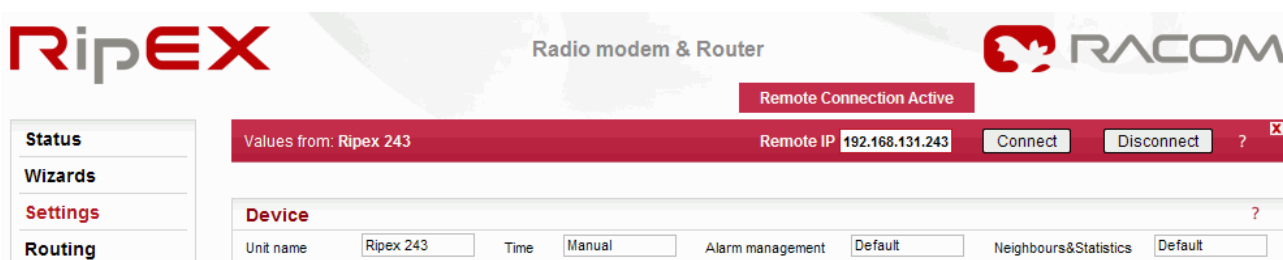 RipEX
Radio modem & Router
RACOM
Remote Connection Active
Status
Values from: Ripex 243 Remote IP 192.168.131.243 Connect Disconnect ? x
Wizards
Settings
Device ?
Routing
Unit name Ripex 243 Time Manual Alarm management Default Neighbours&Statistics Default